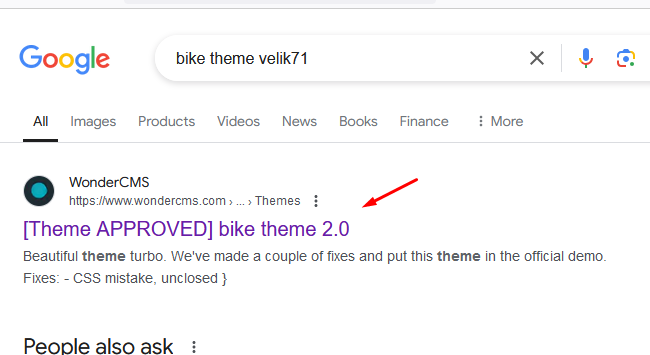 Google
bike theme velik71
All Images Products Videos News Books Finance More
WonderCMS
https://www.wondercms.com › ... › Themes
[Theme APPROVED] bike theme 2.0
Beautiful theme turbo. We've made a couple of fixes and put this theme in the official demo.
Fixes: - CSS mistake, unclosed }
People also ask